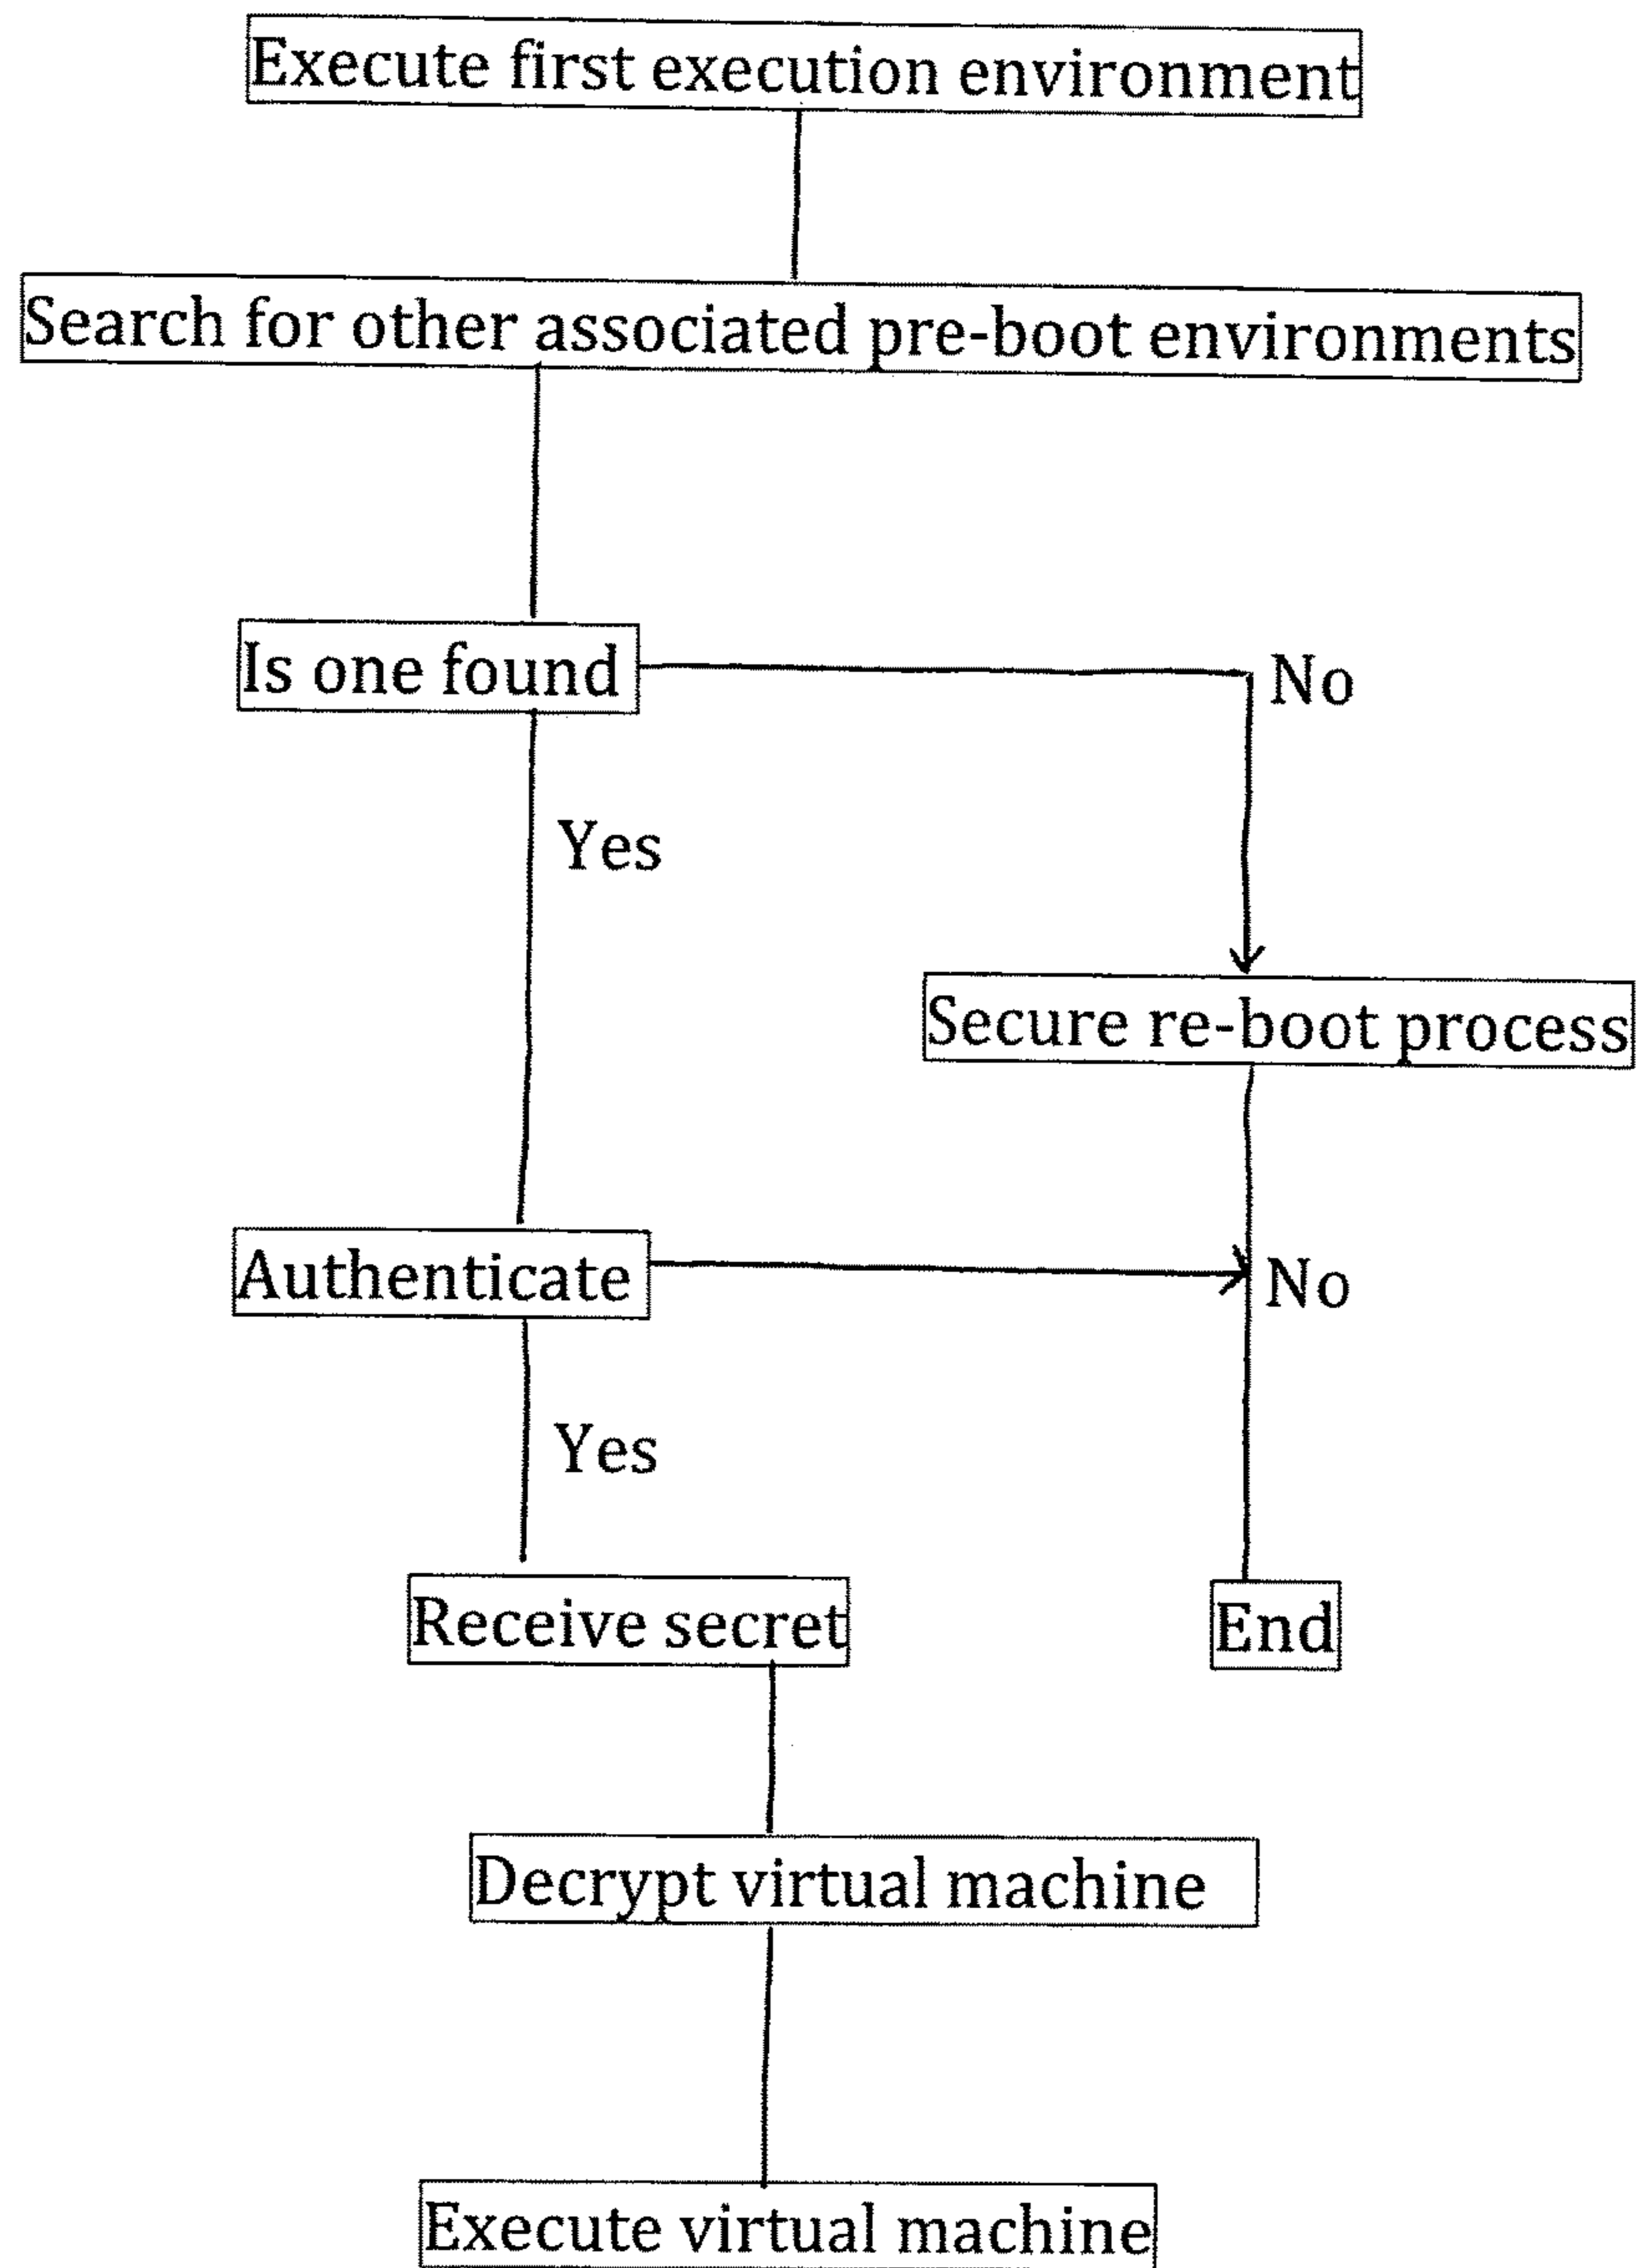 Execute first execution environment
Search for other associated pre-boot environments
Is one found
No
Yes
Secure re-boot process
Authenticate
No
Yes
Receive secret
End
Decrypt virtual machine
Execute virtual machine